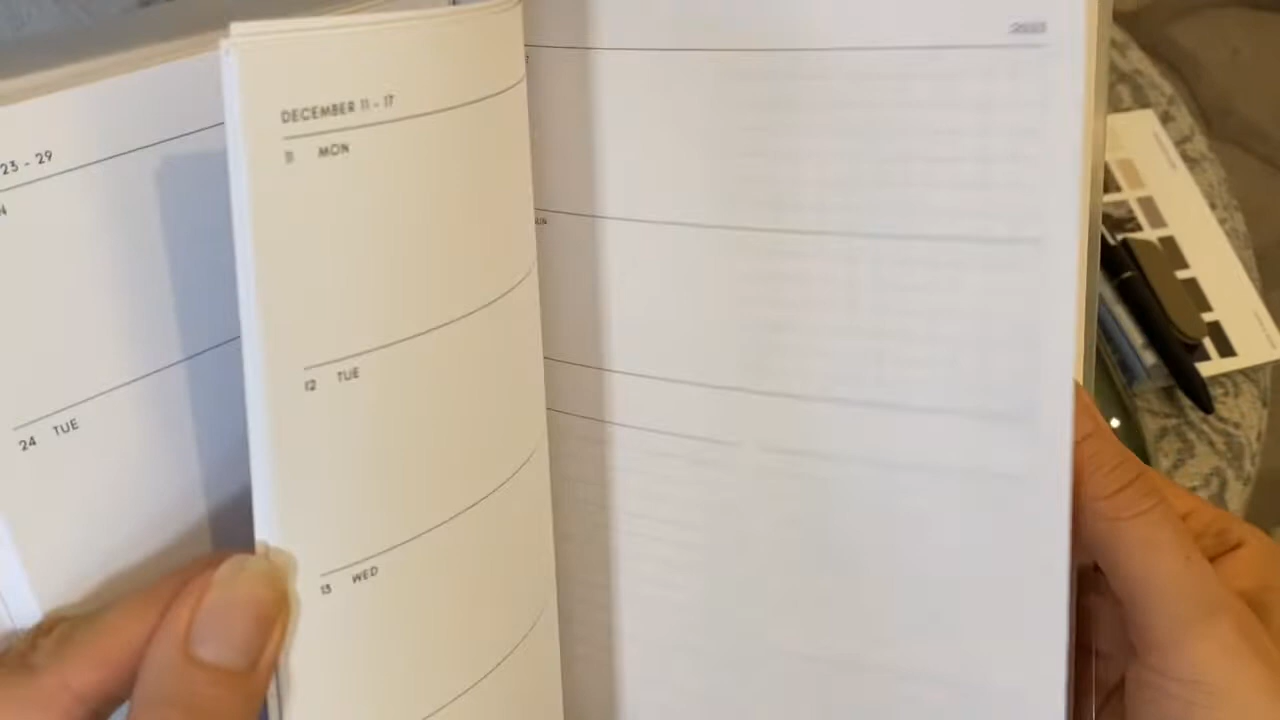 23 - 29
24 TUE
DECEMBER 11 - 17
11 MON
12 TUE
13 WED